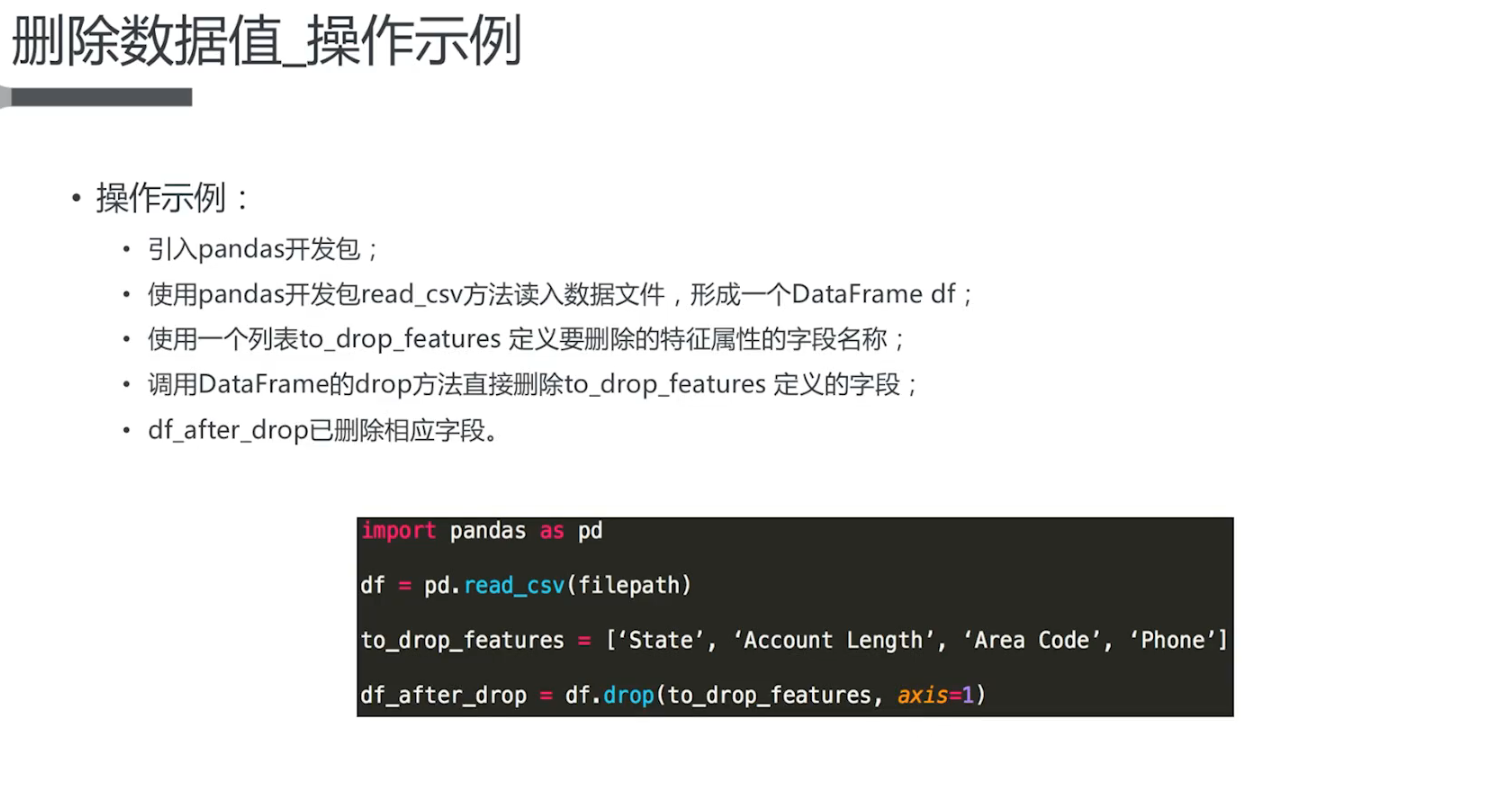 删除数据值_操作示例
• 操作示例：
• 引入pandas开发包；
• 使用pandas开发包read_csv方法读入数据文件，形成一个DataFrame df；
• 使用一个列表to_drop_features 定义要删除的特征属性的字段名称；
• 调用DataFrame的drop方法直接删除to_drop_features 定义的字段；
• df_after_drop已删除相应字段。
import pandas as pd
df = pd.read_csv(filepath)
to_drop_features = [‘State’, ‘Account Length’, ‘Area Code’, ‘Phone’]
df_after_drop = df.drop(to_drop_features, axis=1)